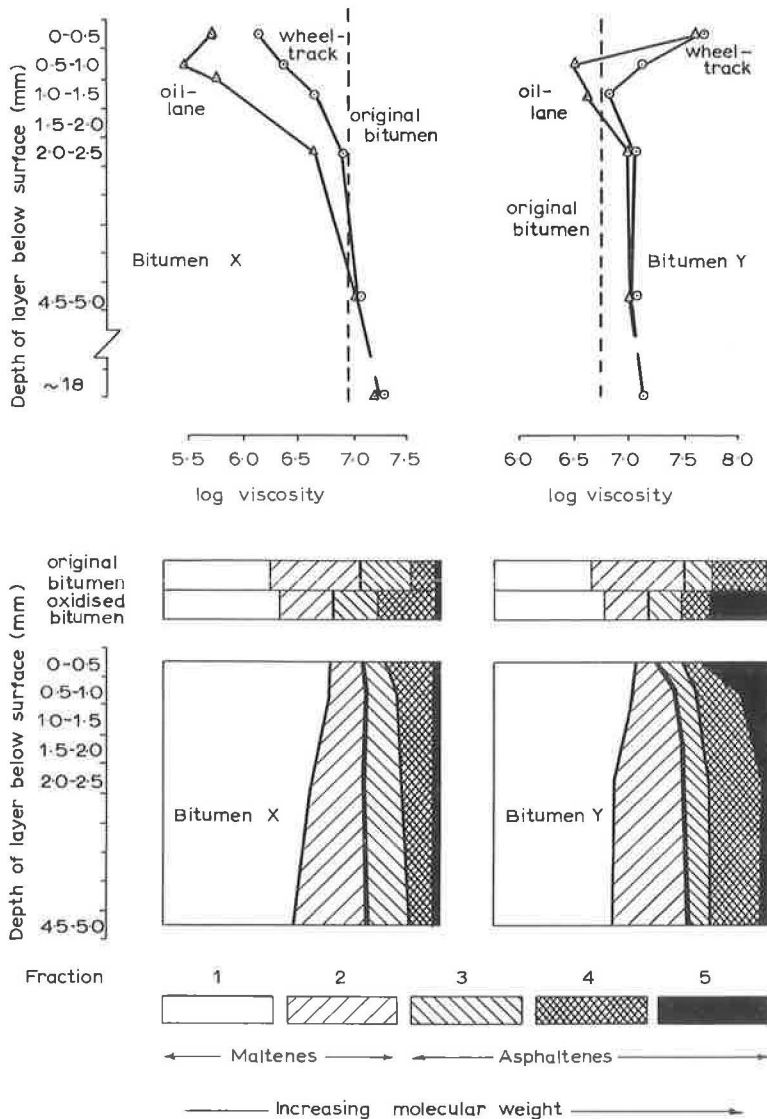 Depth of layer below surface (mm)
0-0·5
0·5-1·0
1·0-1·5
1·5-2·0
2·0-2·5
4·5-5·0
~18
wheel-
track
oil-
lane
original
bitumen
Bitumen X
5·5 6·0 6·5 7·0 7·5
log viscosity
wheel-
track
oil-
lane
original
bitumen
Bitumen Y
6·0 6·5 7·0 7·5 8·0
log viscosity
original
bitumen
oxidised
bitumen
Depth of layer below surface (mm)
0-0·5
0·5-1·0
1·0-1·5
1·5-2·0
2·0-2·5
4·5-5·0
Bitumen X
Bitumen Y
Fraction 1 2 3 4 5
Maltenes Asphaltenes
Increasing molecular weight